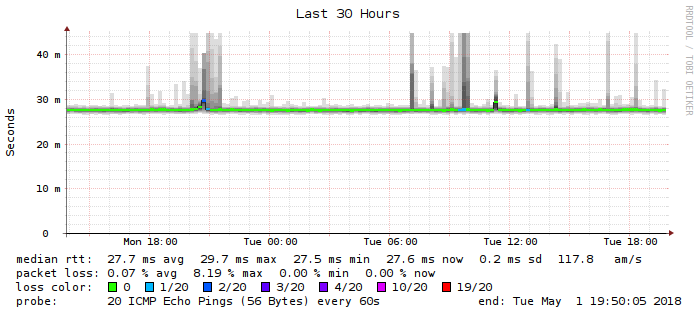 Last 30 Hours
RRDTOOL / TOBI OETIKER
Seconds
40 m
30 m
20 m
10 m
0
Mon 18:00 Tue 00:00 Tue 06:00 Tue 12:00 Tue 18:00
median rtt: 27.7 ms avg 29.7 ms max 27.5 ms min 27.6 ms now 0.2 ms sd 117.8 am/s
packet loss: 0.07 % avg 8.19 % max 0.00 % min 0.00 % now
loss color: 0 1/20 2/20 3/20 4/20 10/20 19/20
probe: 20 ICMP Echo Pings (56 Bytes) every 60s end: Tue May 1 19:50:05 2018